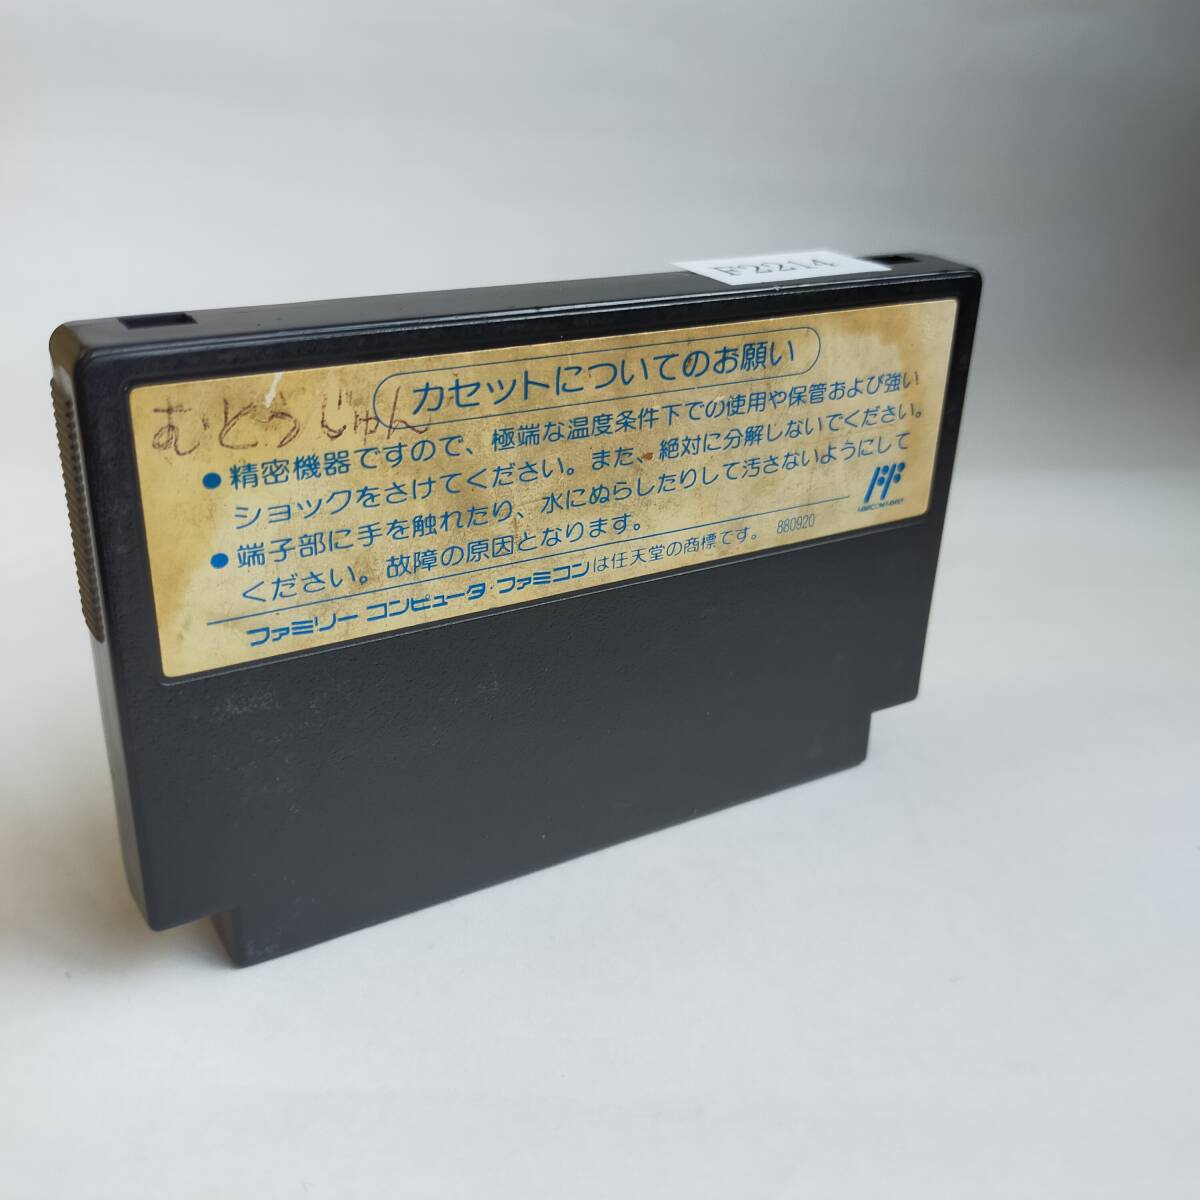 F2214
カセットについてのお願い
むとうじゅん
●精密機器ですので、極端な温度条件下での使用や保管および強い
ショックをさけてください。また、絶対に分解しないでください。
●端子部に手を触れたり、水にぬらしたりして汚さないようにして
ください。故障の原因となります。
ファミリーコンピュータ・ファミコンは任天堂の商標です。 880920